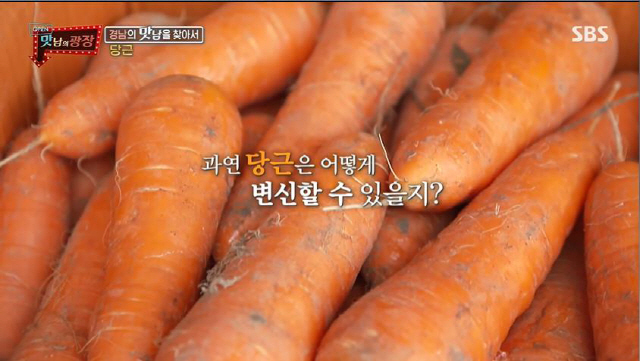 OPEN
맛남의 광장
경남의 맛남을 찾아서
당근
SBS
과연 당근은 어떻게
변신할 수 있을지?